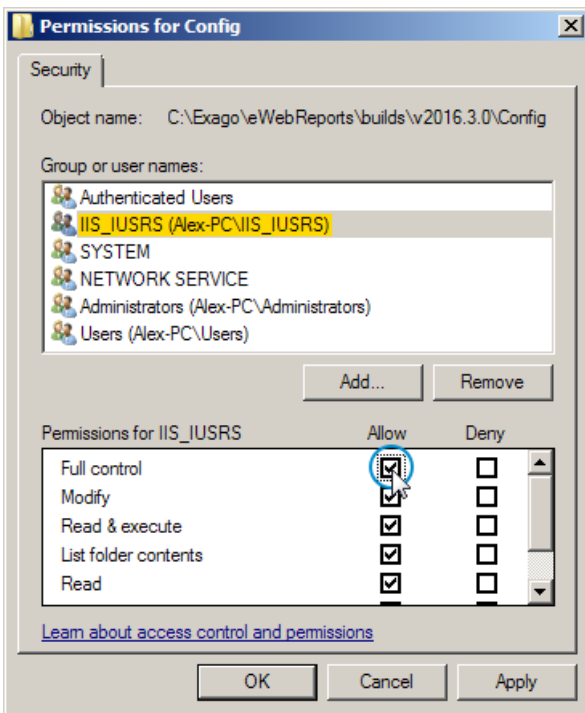 Permissions for Config
Security
Object name: C:\Exago\eWebReports\builds\v2016.3.0\Config
Group or user names:
Authenticated Users
IIS_IUSRS (Alex-PC\IIS_IUSRS)
SYSTEM
NETWORK SERVICE
Administrators (Alex-PC\Administrators)
Users (Alex-PC\Users)
Add... Remove
Permissions for IIS_IUSRS Allow Deny
Full control
Modify
Read & execute
List folder contents
Read
Learn about access control and permissions
OK Cancel Apply